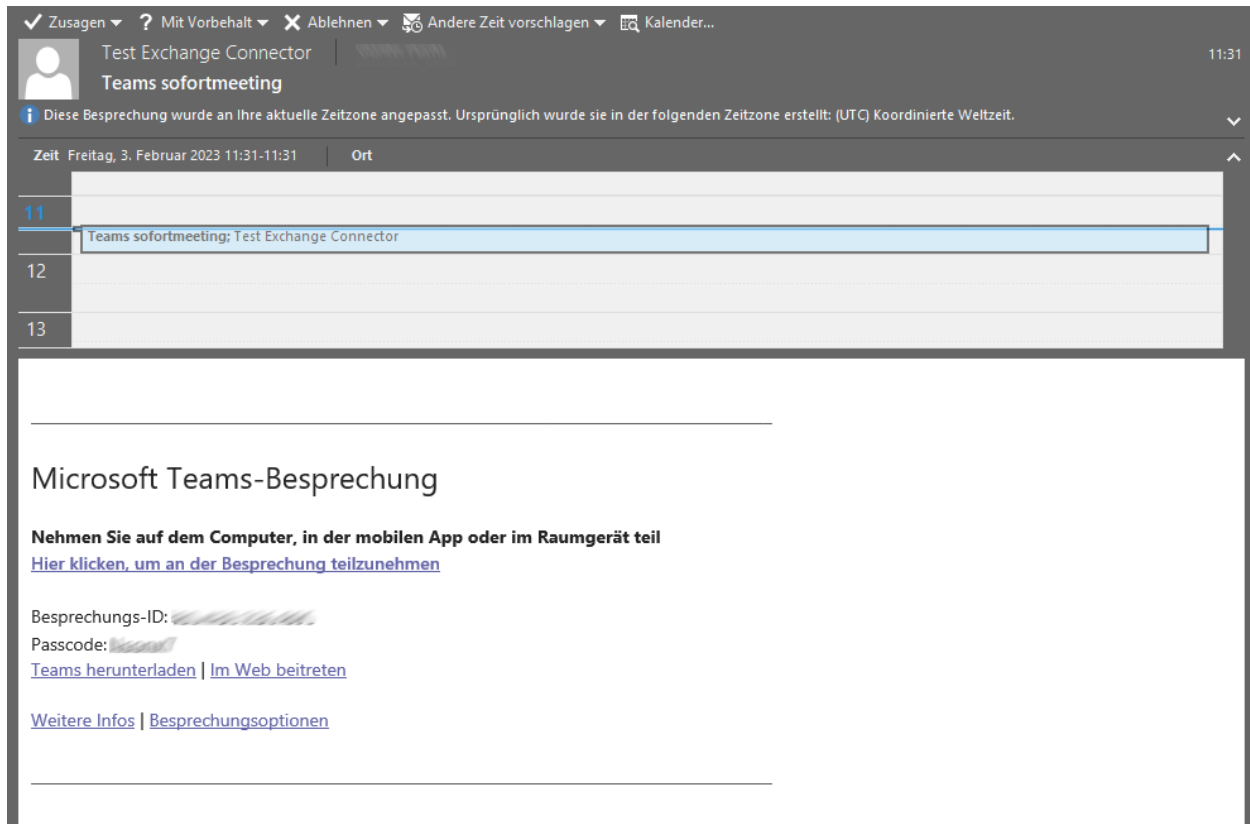 Zusagen ? Mit Vorbehalt Ablehnen Andere Zeit vorschlagen Kalender...
Test Exchange Connector
11:31
Teams sofortmeeting
Diese Besprechung wurde an Ihre aktuelle Zeitzone angepasst. Ursprünglich wurde sie in der folgenden Zeitzone erstellt: (UTC) Koordinierte Weltzeit.
Zeit Freitag, 3. Februar 2023 11:31-11:31 Ort
11
Teams sofortmeeting; Test Exchange Connector
12
13
Microsoft Teams-Besprechung
Nehmen Sie auf dem Computer, in der mobilen App oder im Raumgerät teil
Hier klicken, um an der Besprechung teilzunehmen
Besprechungs-ID:
Passcode:
Teams herunterladen | Im Web beitreten
Weitere Infos | Besprechungsoptionen